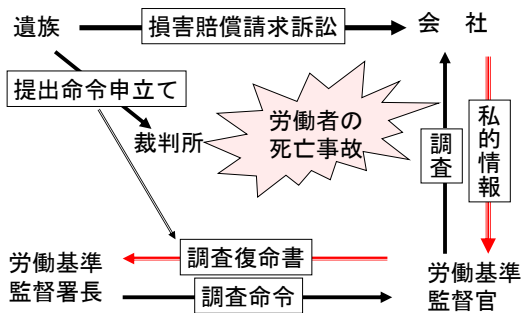 遺族
損害賠償請求訴訟
会　社
提出命令申立て
裁判所
労働者の
死亡事故
調査
私的情報
調査復命書
労働基準
監督署長
調査命令
労働基準
監督官